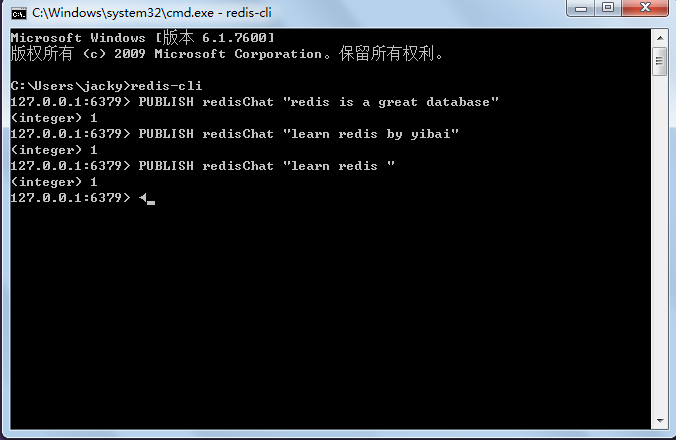 C:\Windows\system32\cmd.exe - redis-cli
Microsoft Windows [版本 6.1.7600]
版权所有 (c) 2009 Microsoft Corporation。保留所有权利。
C:\Users\jacky>redis-cli
127.0.0.1:6379> PUBLISH redisChat "redis is a great database"
(integer) 1
127.0.0.1:6379> PUBLISH redisChat "learn redis by yibai"
(integer) 1
127.0.0.1:6379> PUBLISH redisChat "learn redis "
(integer) 1
127.0.0.1:6379>